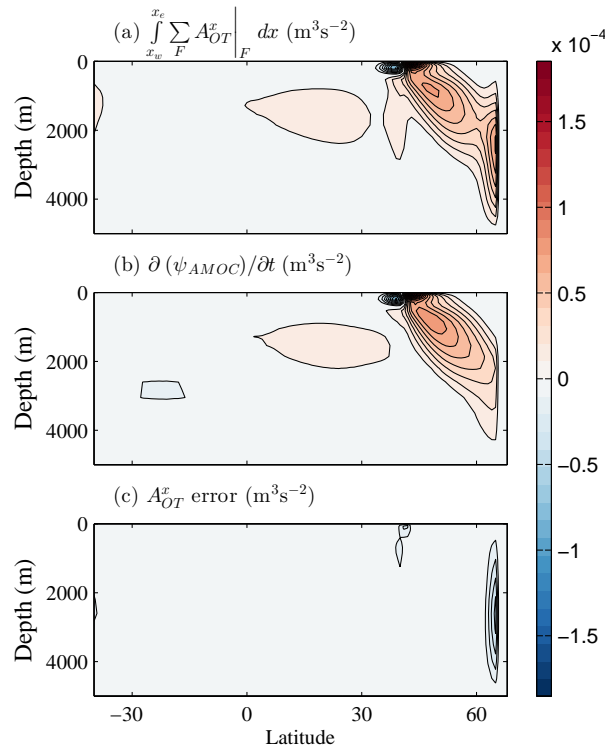 (a) ∫_{x_w}^{x_e} ∑_F A^x_{OT}|_F dx (m³s⁻²)
x 10⁻⁴
0
2000
4000
Depth (m)
(b) ∂ (ψ_{AMOC})/∂t (m³s⁻²)
0
2000
4000
Depth (m)
(c) A^x_{OT} error (m³s⁻²)
0
2000
4000
Depth (m)
−30 0 30 60
Latitude
1.5
1
0.5
0
−0.5
−1
−1.5